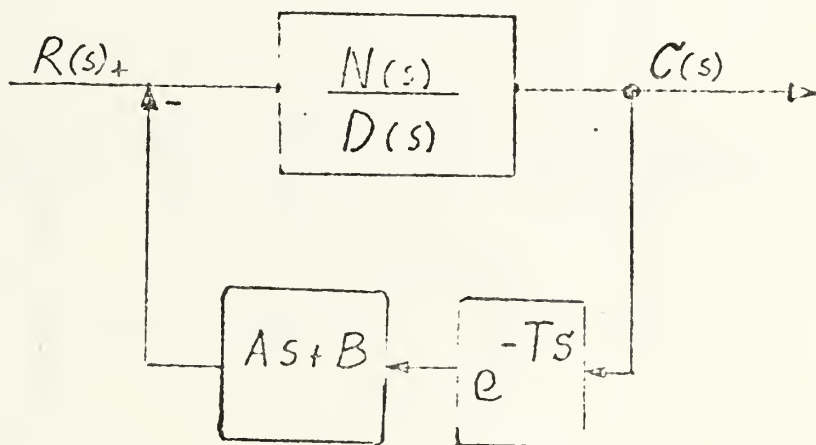 R(s) +
-
N(s)
D(s)
C(s)
As + B
e^{-Ts}